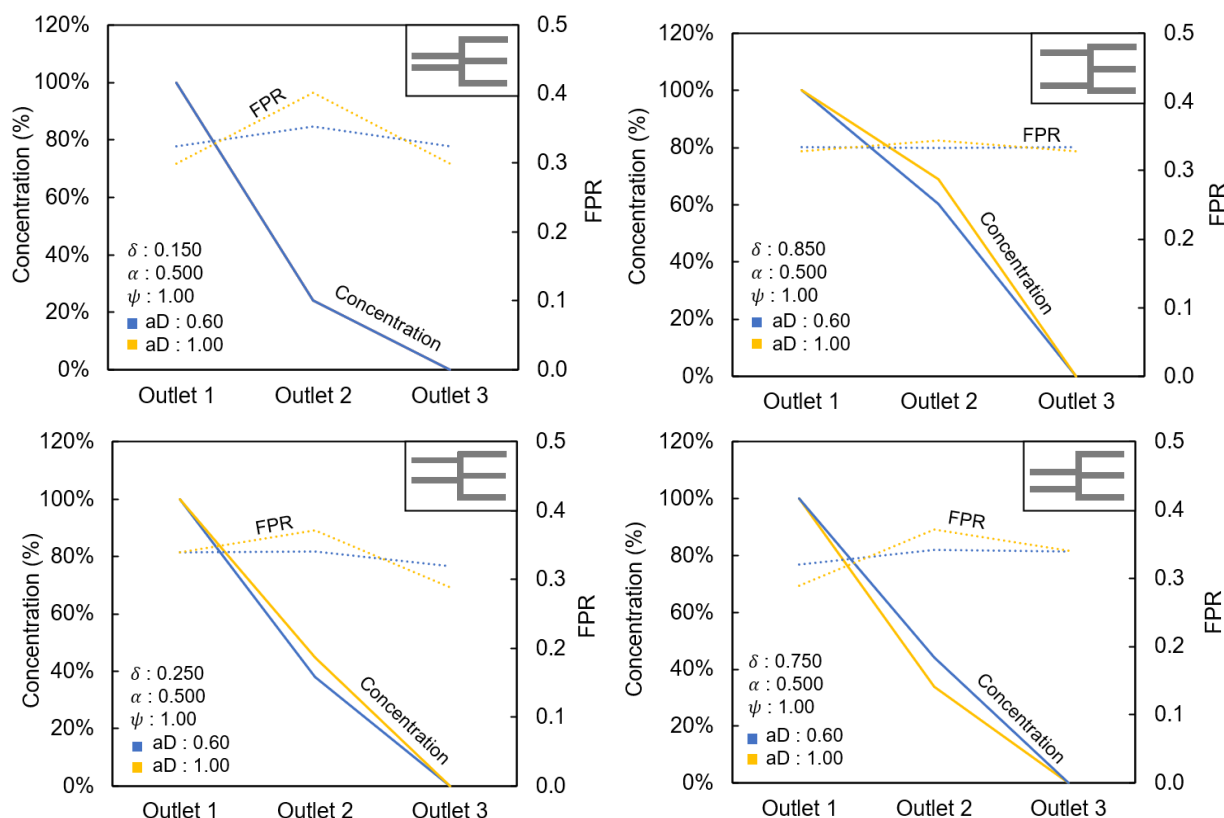 120%
100%
80%
60%
40%
20%
0%
Concentration (%)
0.5
0.4
0.3
0.2
0.1
0.0
FPR
FPR
Concentration
δ : 0.150
α : 0.500
ψ : 1.00
aD : 0.60
aD : 1.00
Outlet 1 Outlet 2 Outlet 3
120%
100%
80%
60%
40%
20%
0%
Concentration (%)
0.5
0.4
0.3
0.2
0.1
0.0
FPR
FPR
Concentration
δ : 0.850
α : 0.500
ψ : 1.00
aD : 0.60
aD : 1.00
Outlet 1 Outlet 2 Outlet 3
120%
100%
80%
60%
40%
20%
0%
Concentration (%)
0.5
0.4
0.3
0.2
0.1
0.0
FPR
FPR
Concentration
δ : 0.250
α : 0.500
ψ : 1.00
aD : 0.60
aD : 1.00
Outlet 1 Outlet 2 Outlet 3
120%
100%
80%
60%
40%
20%
0%
Concentration (%)
0.5
0.4
0.3
0.2
0.1
0.0
FPR
FPR
Concentration
δ : 0.750
α : 0.500
ψ : 1.00
aD : 0.60
aD : 1.00
Outlet 1 Outlet 2 Outlet 3